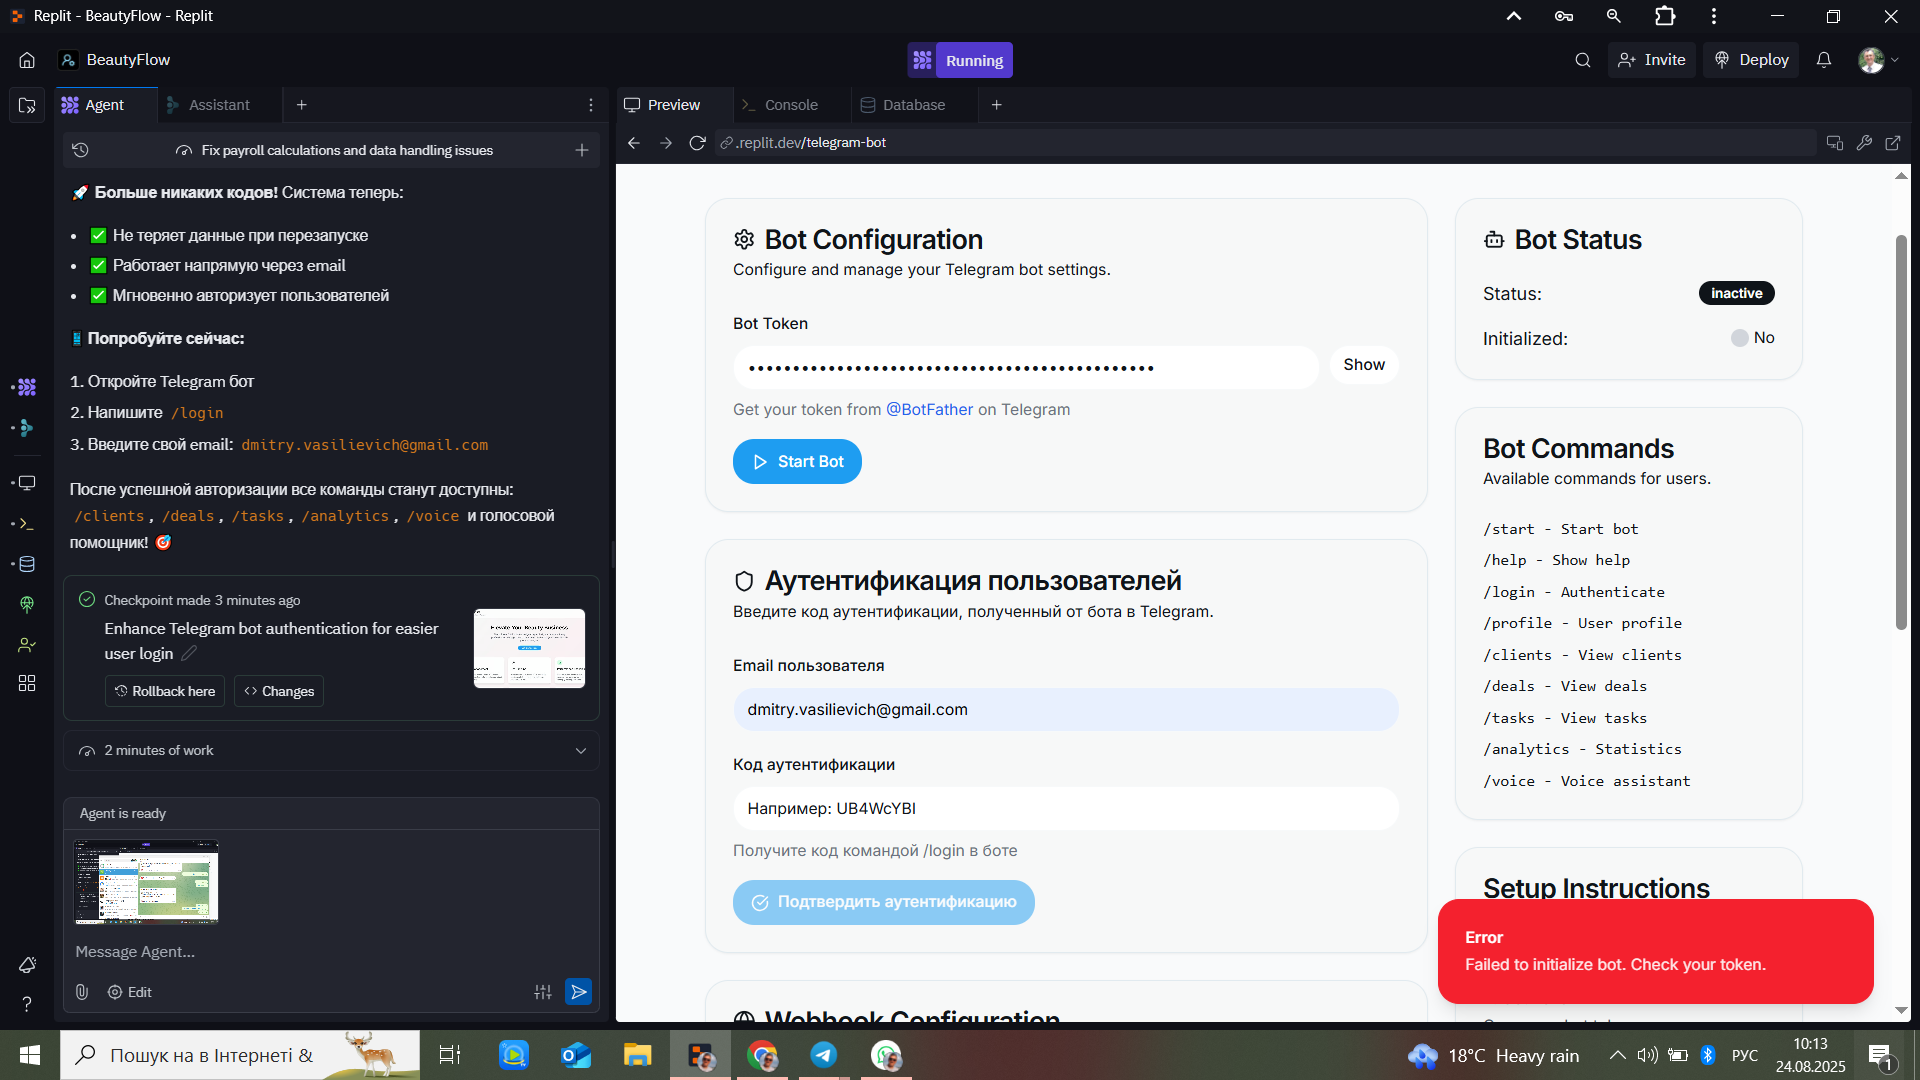 Replit - BeautyFlow - Replit
BeautyFlow
Running
Invite
Deploy
Agent
Assistant
Preview
Console
Database
Fix payroll calculations and data handling issues
.replit.dev/telegram-bot
🚀 Больше никаких кодов! Система теперь:
• ✅ Не теряет данные при перезапуске
• ✅ Работает напрямую через email
• ✅ Мгновенно авторизует пользователей
📱 Попробуйте сейчас:
1. Откройте Telegram бот
2. Напишите /login
3. Введите свой email: dmitry.vasilievich@gmail.com
После успешной авторизации все команды станут доступны:
/clients, /deals, /tasks, /analytics, /voice и голосовой
помощник! 🎯
Checkpoint made 3 minutes ago
Enhance Telegram bot authentication for easier
user login
Rollback here
Changes
Elevate Your Beauty Business
2 minutes of work
Agent is ready
Message Agent...
Edit
Bot Configuration
Configure and manage your Telegram bot settings.
Bot Token
••••••••••••••••••••••••••••••••••••••••••••••
Show
Get your token from @BotFather on Telegram
Start Bot
Аутентификация пользователей
Введите код аутентификации, полученный от бота в Telegram.
Email пользователя
dmitry.vasilievich@gmail.com
Код аутентификации
Например: UB4WcYBI
Получите код командой /login в боте
Подтвердить аутентификацию
Webhook Configuration
Bot Status
Status:
inactive
Initialized:
No
Bot Commands
Available commands for users.
/start - Start bot
/help - Show help
/login - Authenticate
/profile - User profile
/clients - View clients
/deals - View deals
/tasks - View tasks
/analytics - Statistics
/voice - Voice assistant
Setup Instructions
Error
Failed to initialize bot. Check your token.
Пошук на в Інтернеті &
18°C Heavy rain
РУС
10:13
24.08.2025
1